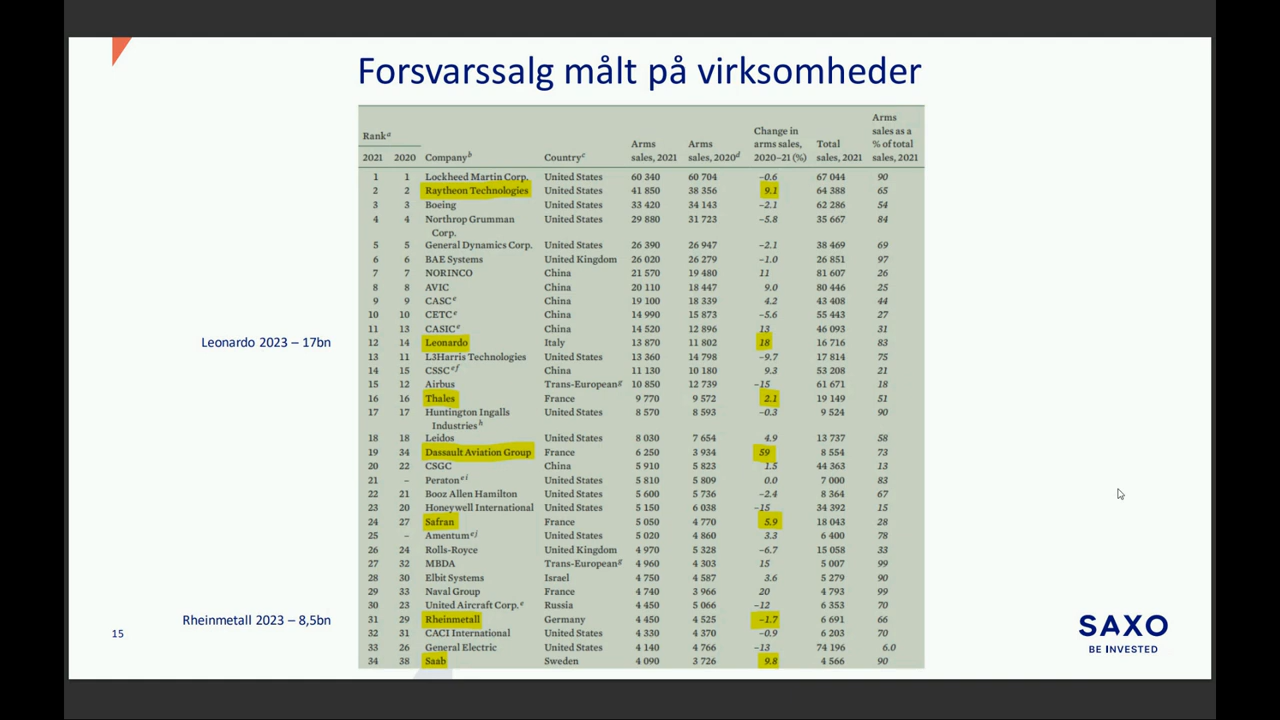 Forsvarssalg målt på virksomheder
Rankᵃ
2021 2020 Companyᵇ Countryᶜ Arms sales, 2021 Arms sales, 2020ᵈ Change in arms sales, 2020–21 (%) Total sales, 2021 Arms sales as a % of total sales, 2021
1 1 Lockheed Martin Corp. United States 60 340 60 704 –0.6 67 044 90
2 2 Raytheon Technologies United States 41 850 38 356 9.1 64 388 65
3 3 Boeing United States 33 420 34 143 –2.1 62 286 54
4 4 Northrop Grumman Corp. United States 29 880 31 723 –5.8 35 667 84
5 5 General Dynamics Corp. United States 26 390 26 947 –2.1 38 469 69
6 6 BAE Systems United Kingdom 26 020 26 279 –1.0 26 851 97
7 7 NORINCO China 21 570 19 480 11 81 607 26
8 8 AVIC China 20 110 18 447 9.0 80 446 25
9 9 CASCᵉ China 19 100 18 339 4.2 43 408 44
10 10 CETCᵉ China 14 990 15 873 –5.6 55 443 27
11 13 CASICᵉ China 14 520 12 896 13 46 093 31
12 14 Leonardo Italy 13 870 11 802 18 16 716 83
Leonardo 2023 – 17bn
13 11 L3Harris Technologies United States 13 360 14 798 –9.7 17 814 75
14 15 CSSCᵉᶠ China 11 130 10 180 9.3 53 208 21
15 12 Airbus Trans-Europeanᵍ 10 850 12 739 –15 61 671 18
16 16 Thales France 9 770 9 572 2.1 19 149 51
17 17 Huntington Ingalls Industriesʰ United States 8 570 8 593 –0.3 9 524 90
18 18 Leidos United States 8 030 7 654 4.9 13 737 58
19 34 Dassault Aviation Group France 6 250 3 934 59 8 554 73
20 22 CSGC China 5 910 5 823 1.5 44 363 13
21 – Peratonᵉⁱ United States 5 810 5 809 0.0 7 000 83
22 21 Booz Allen Hamilton United States 5 600 5 736 –2.4 8 364 67
23 20 Honeywell International United States 5 150 6 038 –15 34 392 15
24 27 Safran France 5 050 4 770 5.9 18 043 28
25 – Amentumᵉʲ United States 5 020 4 860 3.3 6 400 78
26 24 Rolls-Royce United Kingdom 4 970 5 328 –6.7 15 058 33
27 32 MBDA Trans-Europeanᵍ 4 960 4 303 15 5 007 99
28 30 Elbit Systems Israel 4 750 4 587 3.6 5 279 90
29 33 Naval Group France 4 740 3 966 20 4 793 99
30 23 United Aircraft Corp.ᵉ Russia 4 450 5 066 –12 6 353 70
31 29 Rheinmetall Germany 4 450 4 525 –1.7 6 691 66
Rheinmetall 2023 – 8,5bn
32 31 CACI International United States 4 330 4 370 –0.9 6 203 70
33 26 General Electric United States 4 140 4 766 –13 74 196 6.0
34 38 Saab Sweden 4 090 3 726 9.8 4 566 90
15
SAXO
BE INVESTED